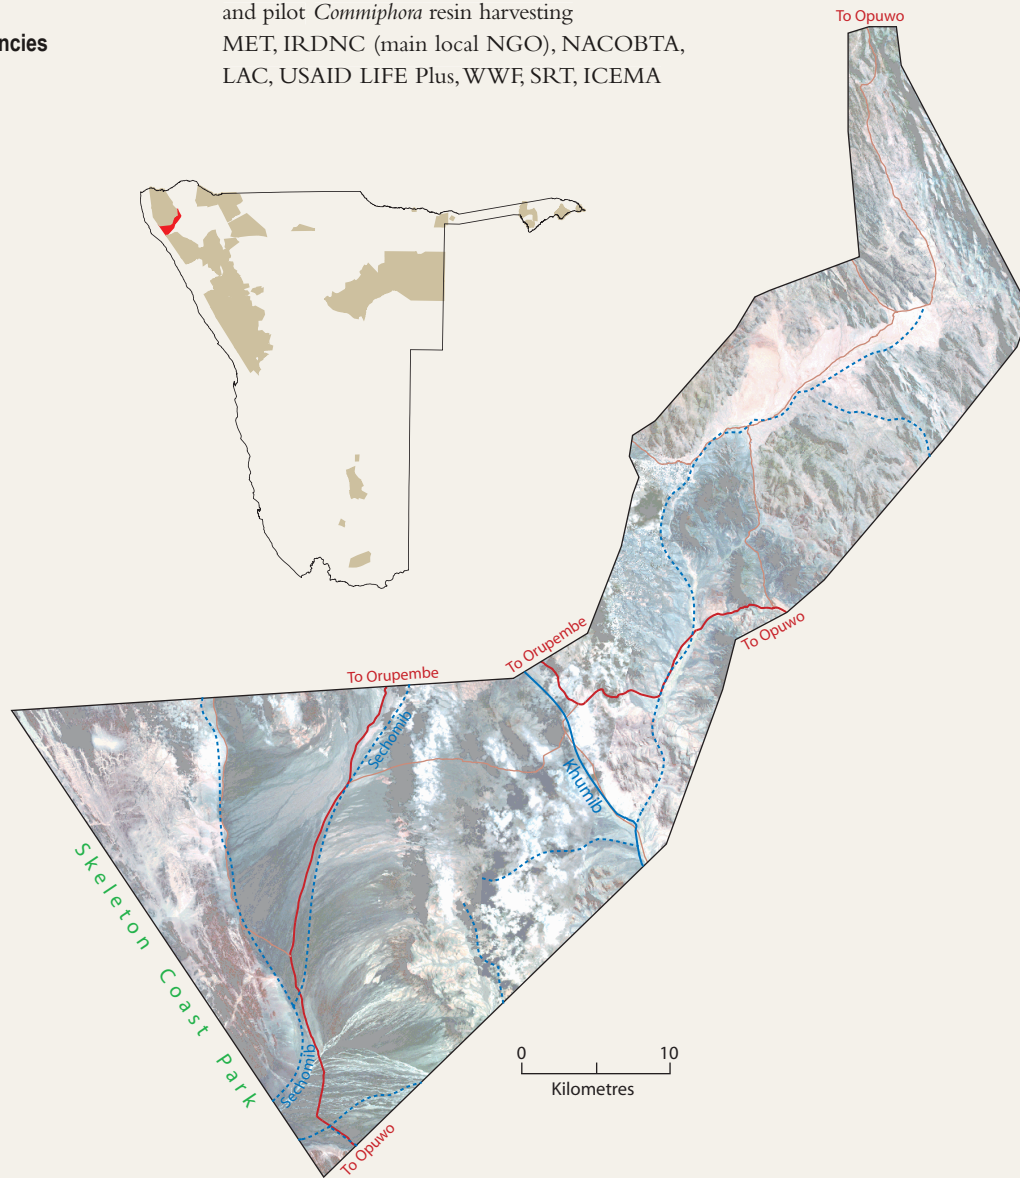 and pilot Commiphora resin harvesting
ncies
MET, IRDNC (main local NGO), NACOBTA,
LAC, USAID LIFE Plus, WWF, SRT, ICEMA
To Opuwo
To Opuwo
To Orupembe
To Orupembe
Sechomib
Khumib
Skeleton Coast Park
Sechomib
0 10
Kilometres
To Opuwo